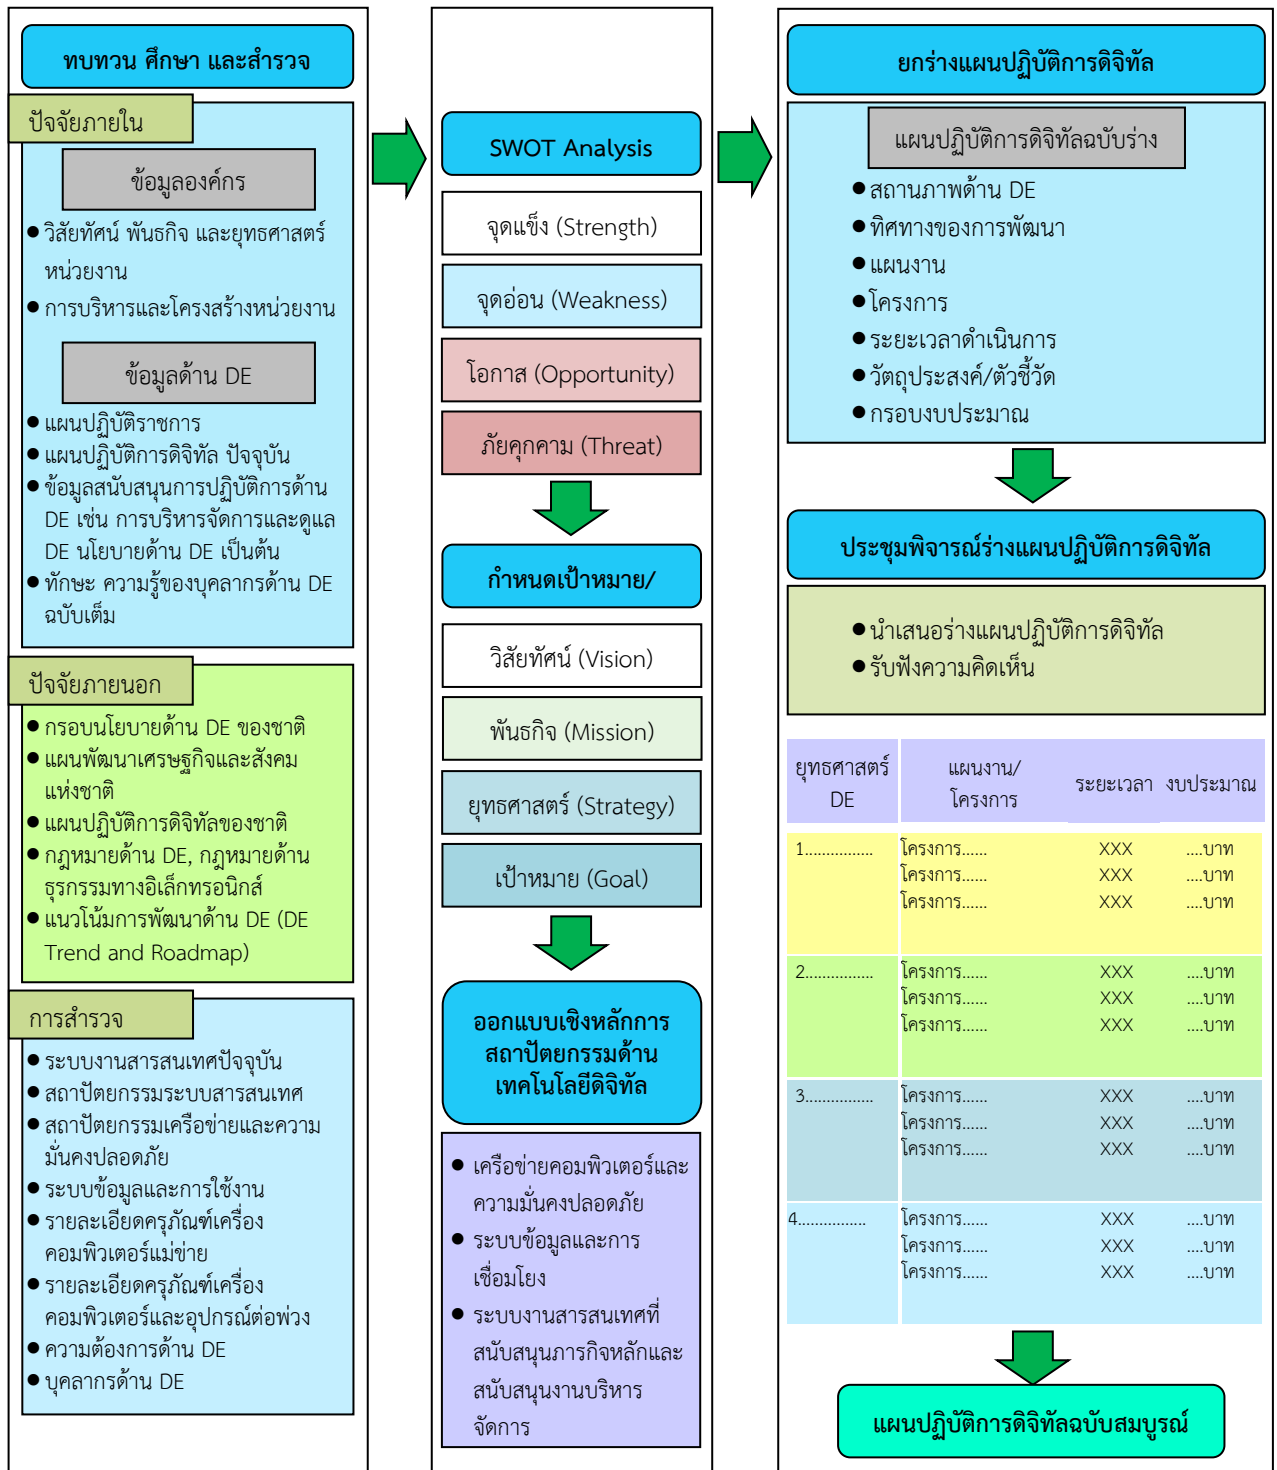 ทบทวน ศึกษา และสำรวจ
ปัจจัยภายใน
ข้อมูลองค์กร
● วิสัยทัศน์ พันธกิจ และยุทธศาสตร์
หน่วยงาน
● การบริหารและโครงสร้างหน่วยงาน
ข้อมูลด้าน DE
● แผนปฏิบัติราชการ
● แผนปฏิบัติการดิจิทัล ปัจจุบัน
● ข้อมูลสนับสนุนการปฏิบัติการด้าน
DE เช่น การบริหารจัดการและดูแล
DE นโยบายด้าน DE เป็นต้น
● ทักษะ ความรู้ของบุคลากรด้าน DE
ฉบับเต็ม
ปัจจัยภายนอก
● กรอบนโยบายด้าน DE ของชาติ
● แผนพัฒนาเศรษฐกิจและสังคม
แห่งชาติ
● แผนปฏิบัติการดิจิทัลของชาติ
● กฎหมายด้าน DE, กฎหมายด้าน
ธุรกรรมทางอิเล็กทรอนิกส์
● แนวโน้มการพัฒนาด้าน DE (DE
Trend and Roadmap)
การสำรวจ
● ระบบงานสารสนเทศปัจจุบัน
● สถาปัตยกรรมระบบสารสนเทศ
● สถาปัตยกรรมเครือข่ายและความ
มั่นคงปลอดภัย
● ระบบข้อมูลและการใช้งาน
● รายละเอียดครุภัณฑ์เครื่อง
คอมพิวเตอร์แม่ข่าย
● รายละเอียดครุภัณฑ์เครื่อง
คอมพิวเตอร์และอุปกรณ์ต่อพ่วง
● ความต้องการด้าน DE
● บุคลากรด้าน DE
SWOT Analysis
จุดแข็ง (Strength)
จุดอ่อน (Weakness)
โอกาส (Opportunity)
ภัยคุกคาม (Threat)
กำหนดเป้าหมาย/
วิสัยทัศน์ (Vision)
พันธกิจ (Mission)
ยุทธศาสตร์ (Strategy)
เป้าหมาย (Goal)
ออกแบบเชิงหลักการ
สถาปัตยกรรมด้าน
เทคโนโลยีดิจิทัล
● เครือข่ายคอมพิวเตอร์และ
ความมั่นคงปลอดภัย
● ระบบข้อมูลและการ
เชื่อมโยง
● ระบบงานสารสนเทศที่
สนับสนุนภารกิจหลักและ
สนับสนุนงานบริหาร
จัดการ
ยกร่างแผนปฏิบัติการดิจิทัล
แผนปฏิบัติการดิจิทัลฉบับร่าง
● สถานภาพด้าน DE
● ทิศทางของการพัฒนา
● แผนงาน
● โครงการ
● ระยะเวลาดำเนินการ
● วัตถุประสงค์/ตัวชี้วัด
● กรอบงบประมาณ
ประชุมพิจารณ์ร่างแผนปฏิบัติการดิจิทัล
● นำเสนอร่างแผนปฏิบัติการดิจิทัล
● รับฟังความคิดเห็น
ยุทธศาสตร์ แผนงาน/ ระยะเวลา งบประมาณ
DE โครงการ
1............... โครงการ...... XXX ....บาท
โครงการ...... XXX ....บาท
โครงการ...... XXX ....บาท
2............... โครงการ...... XXX ....บาท
โครงการ...... XXX ....บาท
โครงการ...... XXX ....บาท
3............... โครงการ...... XXX ....บาท
โครงการ...... XXX ....บาท
โครงการ...... XXX ....บาท
4............... โครงการ...... XXX ....บาท
โครงการ...... XXX ....บาท
โครงการ...... XXX ....บาท
แผนปฏิบัติการดิจิทัลฉบับสมบูรณ์